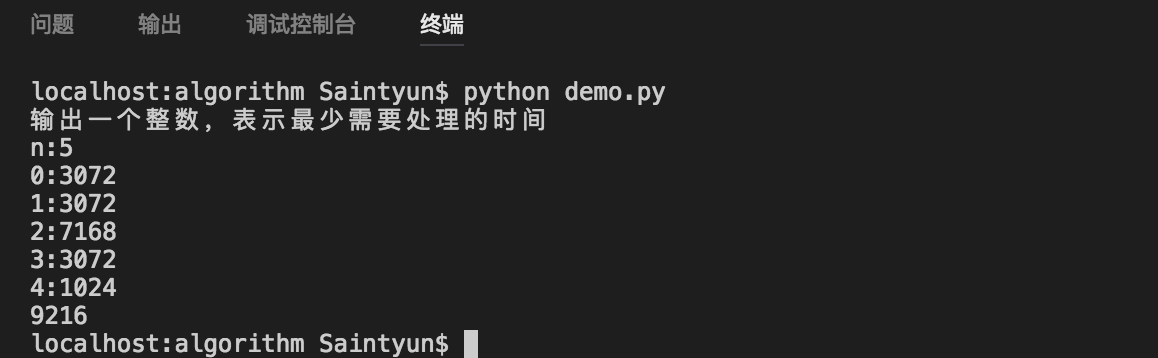 问题 输出 调试控制台 终端
localhost:algorithm Saintyun$ python demo.py
输出一个整数，表示最少需要处理的时间
n:5
0:3072
1:3072
2:7168
3:3072
4:1024
9216
localhost:algorithm Saintyun$